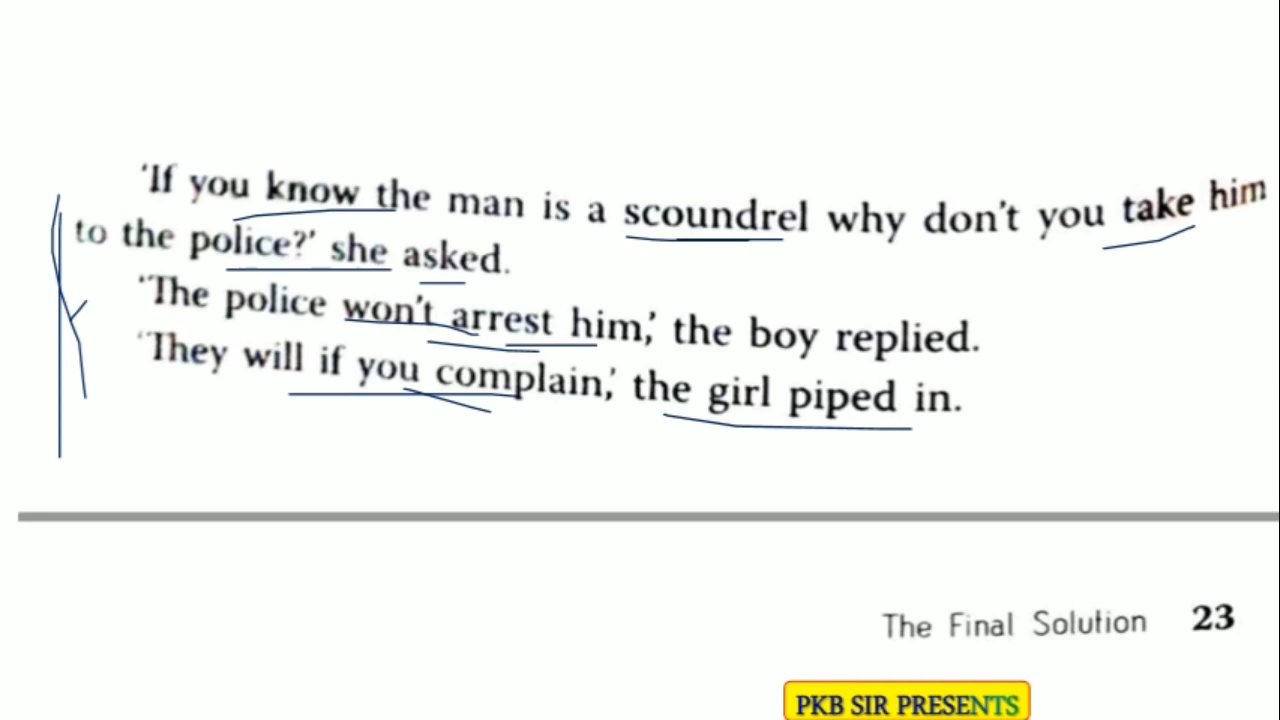 ‘If you know the man is a scoundrel why don't you take him
to the police?’ she asked.
‘The police won't arrest him,’ the boy replied.
‘They will if you complain,’ the girl piped in.
The Final Solution 23
PKB SIR PRESENTS